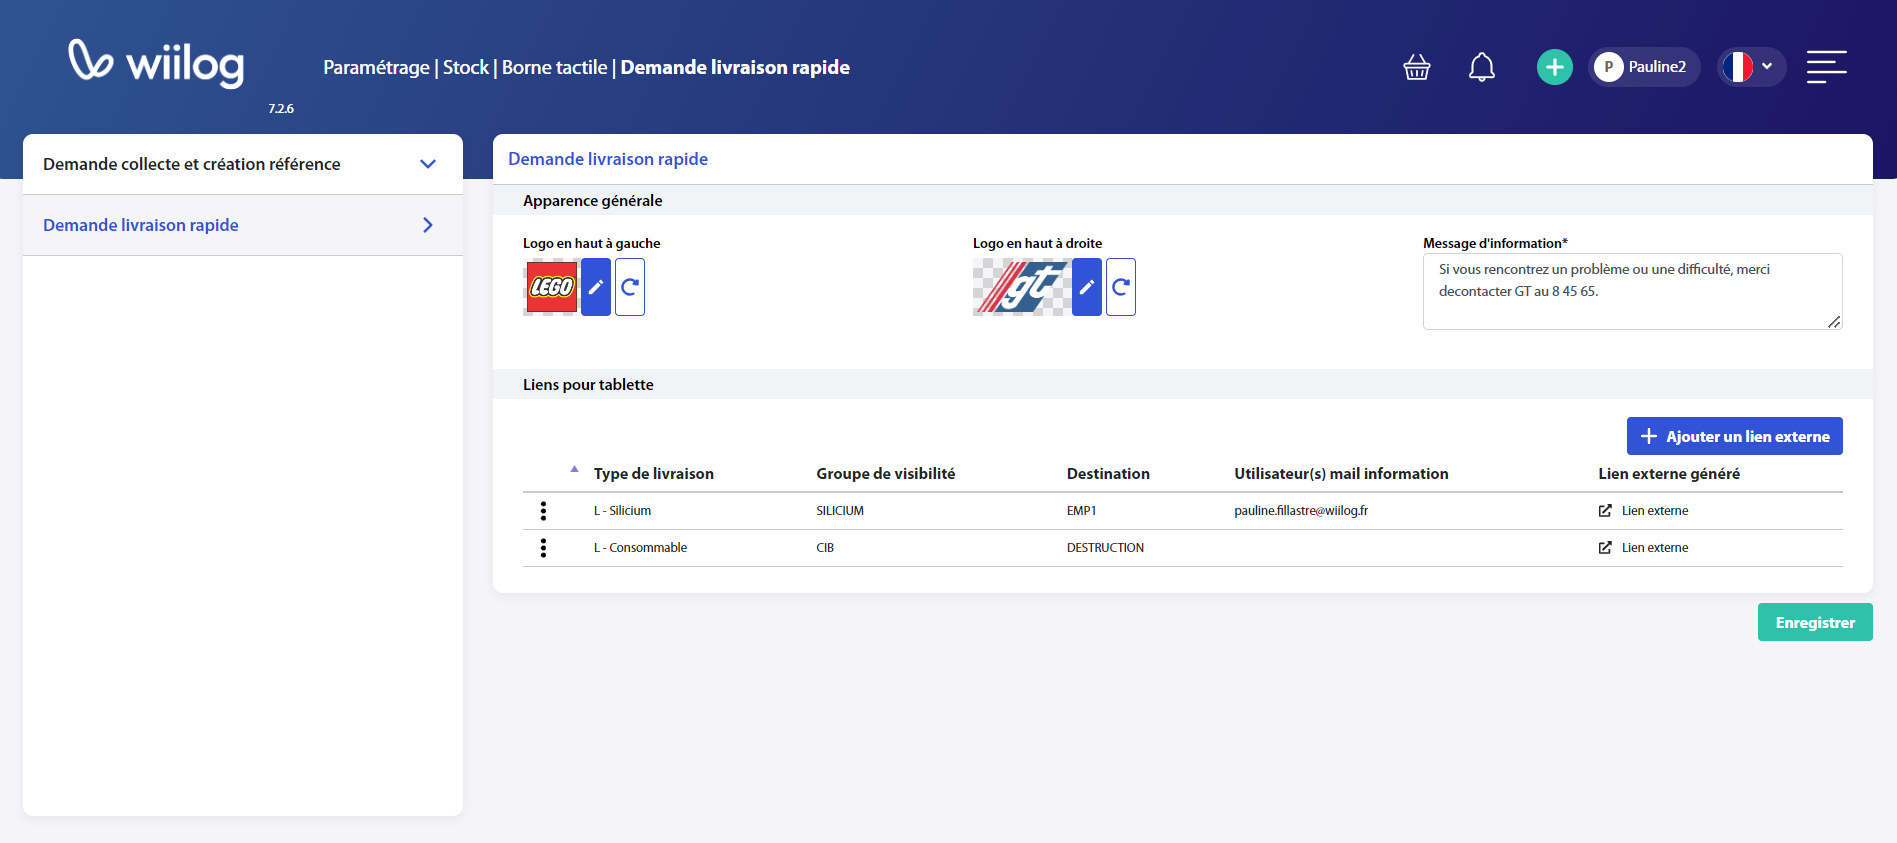 wiilog
Paramétrage | Stock | Borne tactile | Demande livraison rapide
P Pauline2
7.2.6
Demande collecte et création référence
Demande livraison rapide
Demande livraison rapide
Apparence générale
Logo en haut à gauche
Logo en haut à droite
Message d'information*
LEGO
gt
Si vous rencontrez un problème ou une difficulté, merci
decontacter GT au 8 45 65.
Liens pour tablette
Ajouter un lien externe
Type de livraison Groupe de visibilité Destination Utilisateur(s) mail information Lien externe généré
L - Silicium SILICIUM EMP1 pauline.fillastre@wiilog.fr Lien externe
L - Consommable CIB DESTRUCTION Lien externe
Enregistrer